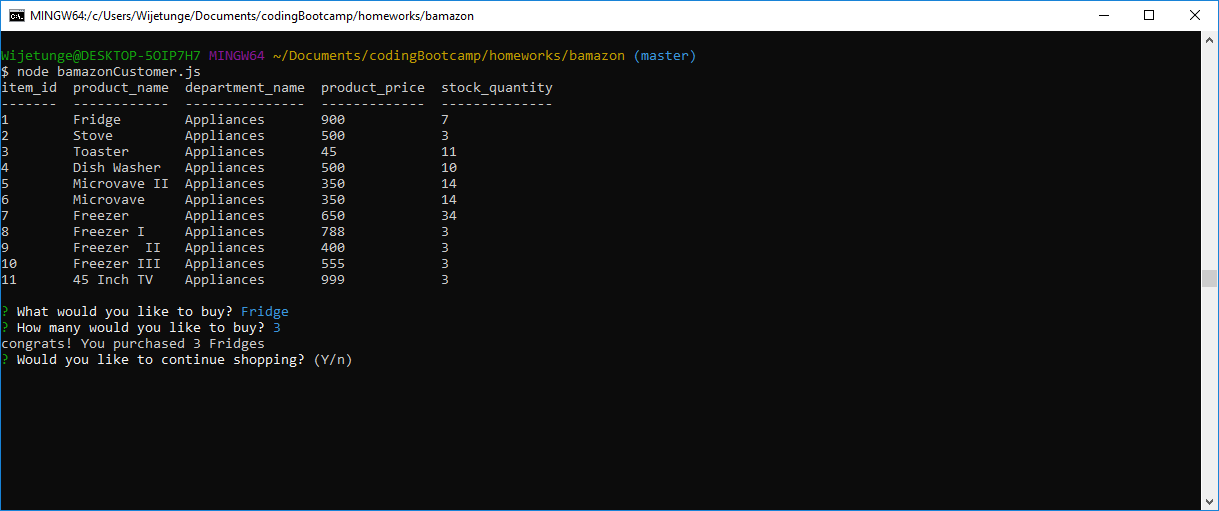 MINGW64:/c/Users/Wijetunge/Documents/codingBootcamp/homeworks/bamazon
Wijetunge@DESKTOP-5OIP7H7 MINGW64 ~/Documents/codingBootcamp/homeworks/bamazon (master)
$ node bamazonCustomer.js
item_id  product_name  department_name  product_price  stock_quantity
-------  ------------  ---------------  -------------  --------------
1        Fridge        Appliances       900            7
2        Stove         Appliances       500            3
3        Toaster       Appliances       45             11
4        Dish Washer   Appliances       500            10
5        Microvave II  Appliances       350            14
6        Microvave     Appliances       350            14
7        Freezer       Appliances       650            34
8        Freezer I     Appliances       788            3
9        Freezer  II   Appliances       400            3
10       Freezer III   Appliances       555            3
11       45 Inch TV    Appliances       999            3
? What would you like to buy? Fridge
? How many would you like to buy? 3
congrats! You purchased 3 Fridges
? Would you like to continue shopping? (Y/n)